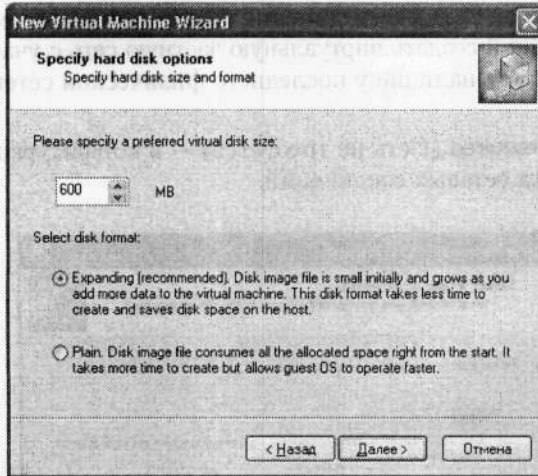 New Virtual Machine Wizard
Specify hard disk options
Specify hard disk size and format
Please specify a preferred virtual disk size:
600 MB
Select disk format:
Expanding (recommended). Disk image file is small initially and grows as you
add more data to the virtual machine. This disk format takes less time to
create and saves disk space on the host.
Plain. Disk image file consumes all the allocated space right from the start. It
takes more time to create but allows guest OS to operate faster.
< Назад Далее > Отмена